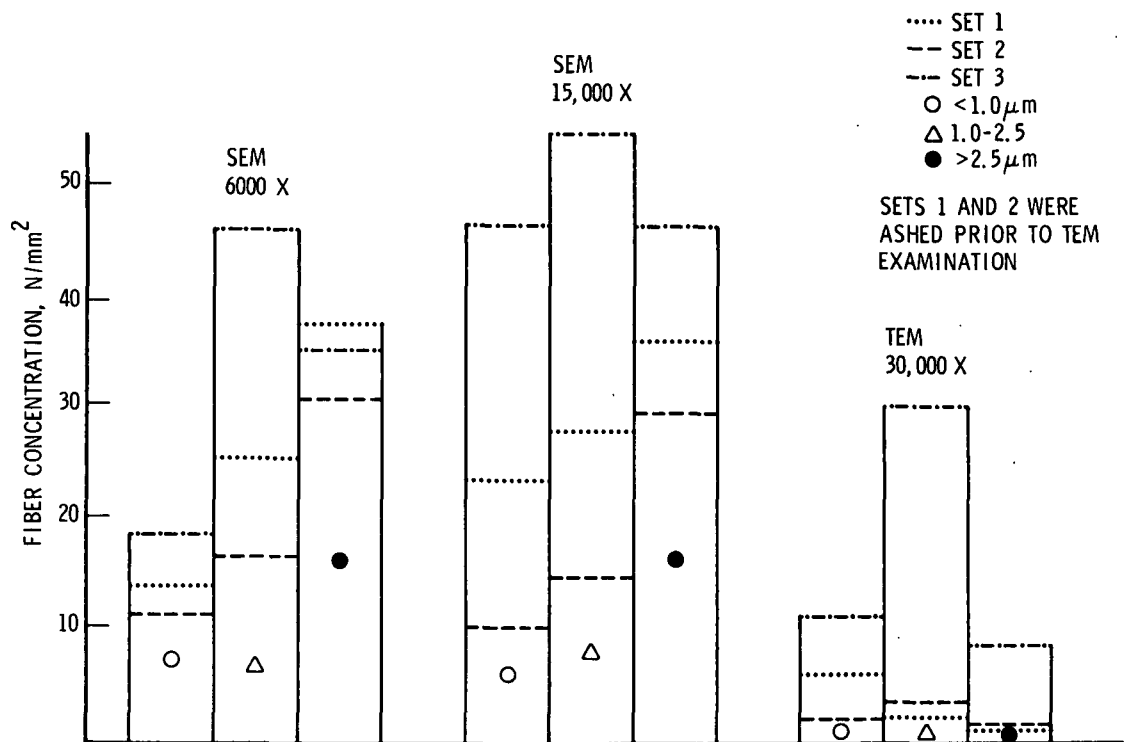 SET 1
SET 2
SET 3
<1.0μm
1.0-2.5
>2.5μm
SETS 1 AND 2 WERE
ASHED PRIOR TO TEM
EXAMINATION
SEM
15,000 X
SEM
6000 X
TEM
30,000 X
FIBER CONCENTRATION, N/mm²
50
40
30
20
10